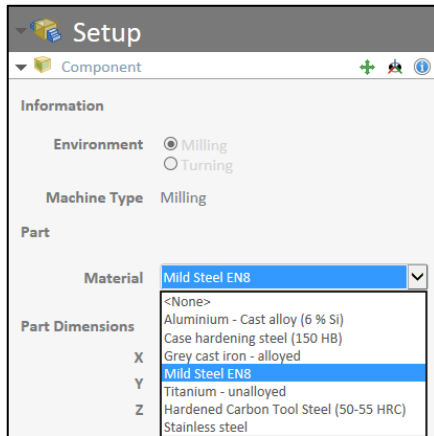 Setup
Component
Information
Environment Milling
Turning
Machine Type Milling
Part
Material Mild Steel EN8
<None>
Aluminium - Cast alloy (6 % Si)
Part Dimensions Case hardening steel (150 HB)
X Grey cast iron - alloyed
Mild Steel EN8
Y Titanium - unalloyed
Z Hardened Carbon Tool Steel (50-55 HRC)
Stainless steel